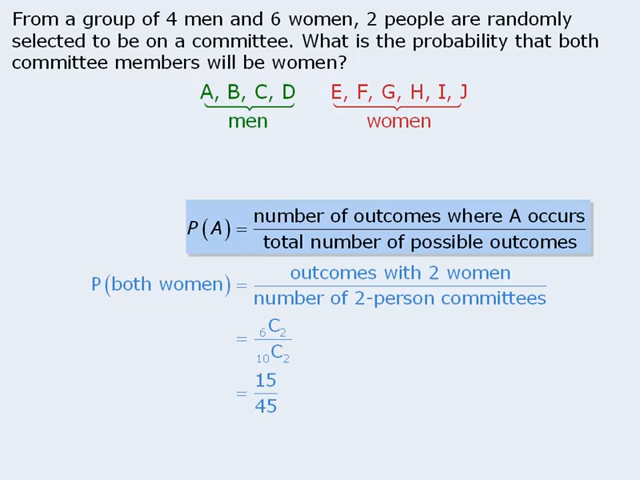 From a group of 4 men and 6 women, 2 people are randomly
selected to be on a committee. What is the probability that both
committee members will be women?
A, B, C, D E, F, G, H, I, J
men women
P(A) = number of outcomes where A occurs / total number of possible outcomes
P(both women) = outcomes with 2 women / number of 2-person committees
= ₆C₂ / ₁₀C₂
= 15 / 45